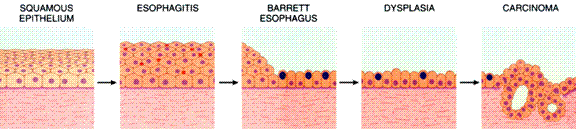 SQUAMOUS
EPITHELIUM
ESOPHAGITIS
BARRETT
ESOPHAGUS
DYSPLASIA
CARCINOMA